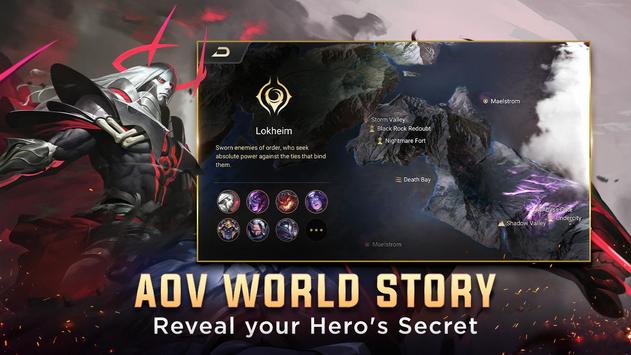 Lokheim
Sworn enemies of order, who seek
absolute power against the ties that bind
them.
Maelstrom
Storm Valley
Black Rock Redoubt
Nightmare Fort
Death Bay
Undercity
Shadow Valley
Maelstrom
AOV WORLD STORY
Reveal your Hero's Secret